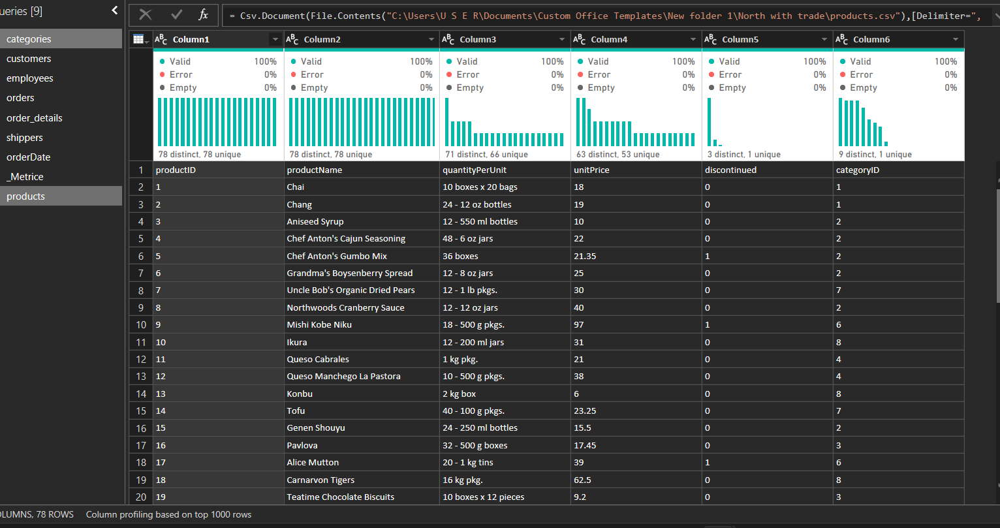 ueries [9]
categories
customers
employees
orders
order_details
shippers
orderDate
_Metrice
products
fx = Csv.Document(File.Contents("C:\Users\U S E R\Documents\Custom Office Templates\New folder 1\North with trade\products.csv"),[Delimiter=",
ABC Column1 ABC Column2 ABC Column3 ABC Column4 ABC Column5 ABC Column6
Valid 100% Valid 100% Valid 100% Valid 100% Valid 100% Valid 100%
Error 0% Error 0% Error 0% Error 0% Error 0% Error 0%
Empty 0% Empty 0% Empty 0% Empty 0% Empty 0% Empty 0%
78 distinct, 78 unique 78 distinct, 78 unique 71 distinct, 66 unique 63 distinct, 53 unique 3 distinct, 1 unique 9 distinct, 1 unique
1 productID productName quantityPerUnit unitPrice discontinued categoryID
2 1 Chai 10 boxes x 20 bags 18 0 1
3 2 Chang 24 - 12 oz bottles 19 0 1
4 3 Aniseed Syrup 12 - 550 ml bottles 10 0 2
5 4 Chef Anton's Cajun Seasoning 48 - 6 oz jars 22 0 2
6 5 Chef Anton's Gumbo Mix 36 boxes 21.35 1 2
7 6 Grandma's Boysenberry Spread 12 - 8 oz jars 25 0 2
8 7 Uncle Bob's Organic Dried Pears 12 - 1 lb pkgs. 30 0 7
9 8 Northwoods Cranberry Sauce 12 - 12 oz jars 40 0 2
10 9 Mishi Kobe Niku 18 - 500 g pkgs. 97 1 6
11 10 Ikura 12 - 200 ml jars 31 0 8
12 11 Queso Cabrales 1 kg pkg. 21 0 4
13 12 Queso Manchego La Pastora 10 - 500 g pkgs. 38 0 4
14 13 Konbu 2 kg box 6 0 8
15 14 Tofu 40 - 100 g pkgs. 23.25 0 7
16 15 Genen Shouyu 24 - 250 ml bottles 15.5 0 2
17 16 Pavlova 32 - 500 g boxes 17.45 0 3
18 17 Alice Mutton 20 - 1 kg tins 39 1 6
19 18 Carnarvon Tigers 16 kg pkg. 62.5 0 8
20 19 Teatime Chocolate Biscuits 10 boxes x 12 pieces 9.2 0 3
OLUMNS, 78 ROWS Column profiling based on top 1000 rows